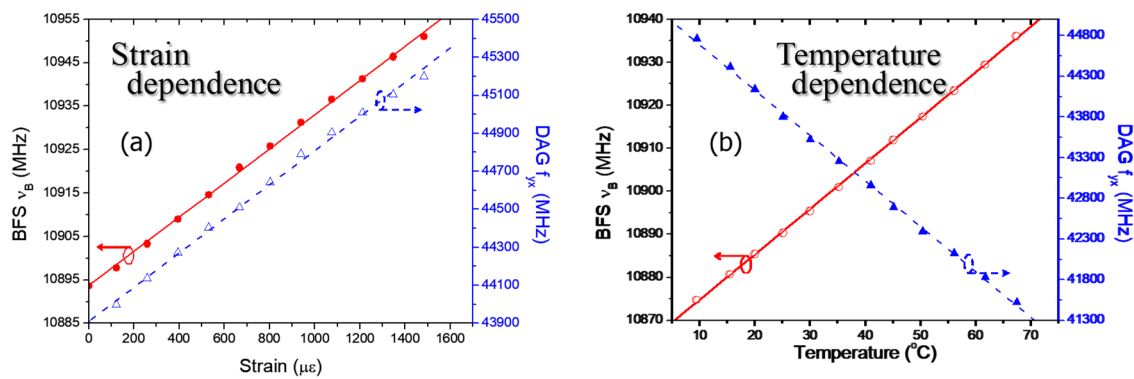 Strain
dependence
(a)
BFS ν_B (MHz)
10955
10945
10935
10925
10915
10905
10895
10885
0 200 400 600 800 1000 1200 1400 1600
Strain (με)
45500
45300
45100
44900
44700
44500
44300
44100
43900
DAG f_yx (MHz)
Temperature
dependence
(b)
BFS ν_B (MHz)
10940
10930
10920
10910
10900
10890
10880
10870
10 20 30 40 50 60 70
Temperature (°C)
44800
44300
43800
43300
42800
42300
41800
41300
DAG f_yx (MHz)